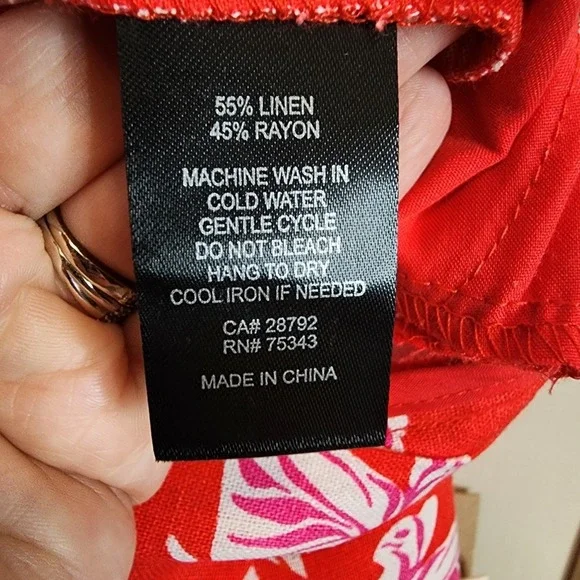 55% LINEN
45% RAYON
MACHINE WASH IN
COLD WATER
GENTLE CYCLE
DO NOT BLEACH
HANG TO DRY
COOL IRON IF NEEDED
CA# 28792
RN# 75343
MADE IN CHINA